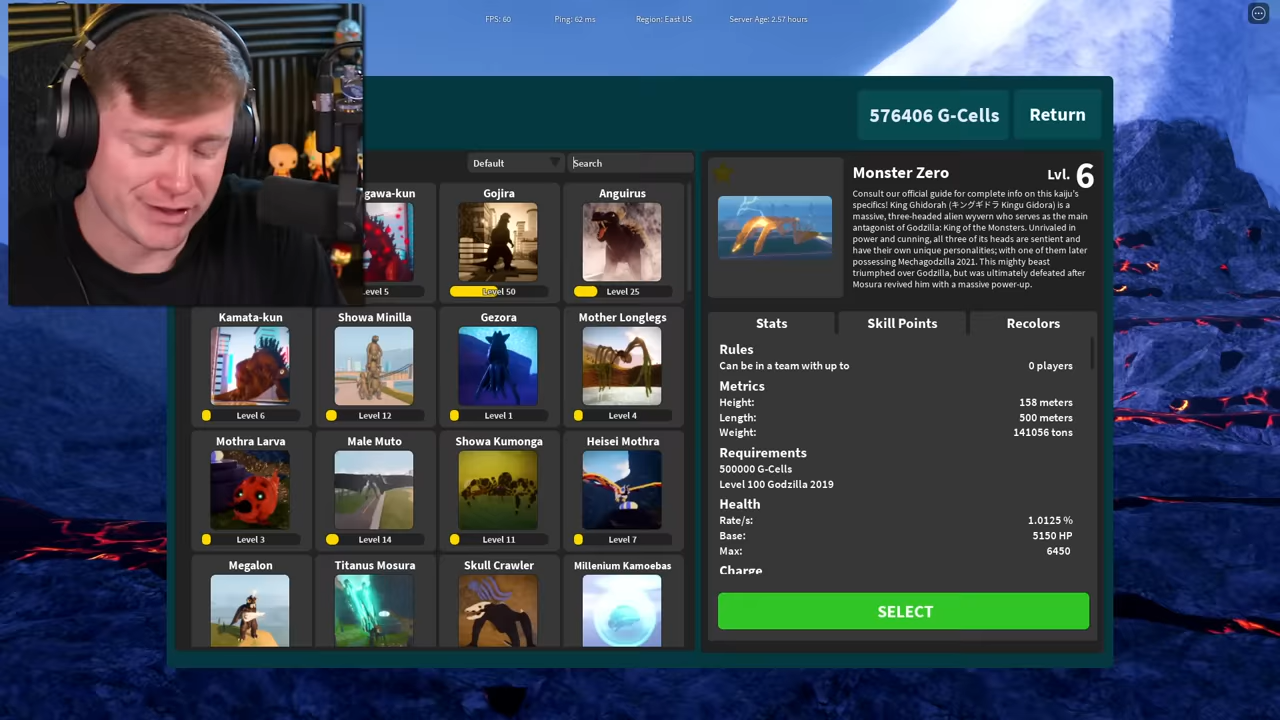 FPS: 60
Ping: 62 ms
Region: East US
Server Age: 2.57 hours
576406 G-Cells
Return
Default
Search
gawa-kun
Gojira
Anguirus
vel 5
Level 50
Level 25
Kamata-kun
Showa Minilla
Gezora
Mother Longlegs
Level 6
Level 12
Level 1
Level 4
Mothra Larva
Male Muto
Showa Kumonga
Heisei Mothra
Level 3
Level 14
Level 11
Level 7
Megalon
Titanus Mosura
Skull Crawler
Millenium Kamoebas
Monster Zero
Lvl. 6
Consult our official guide for complete info on this kaiju's
specifics! King Ghidorah (キングギドラ Kingu Gidora) is a
massive, three-headed alien wyvern who serves as the main
antagonist of Godzilla: King of the Monsters. Unrivaled in
power and cunning, all three of its heads are sentient and
have their own unique personalities; with one of them later
possessing Mechagodzilla 2021. This mighty beast
triumphed over Godzilla, but was ultimately defeated after
Mosura revived him with a massive power-up.
Stats
Skill Points
Recolors
Rules
Can be in a team with up to 0 players
Metrics
Height: 158 meters
Length: 500 meters
Weight: 141056 tons
Requirements
500000 G-Cells
Level 100 Godzilla 2019
Health
Rate/s: 1.0125 %
Base: 5150 HP
Max: 6450
Charge
SELECT